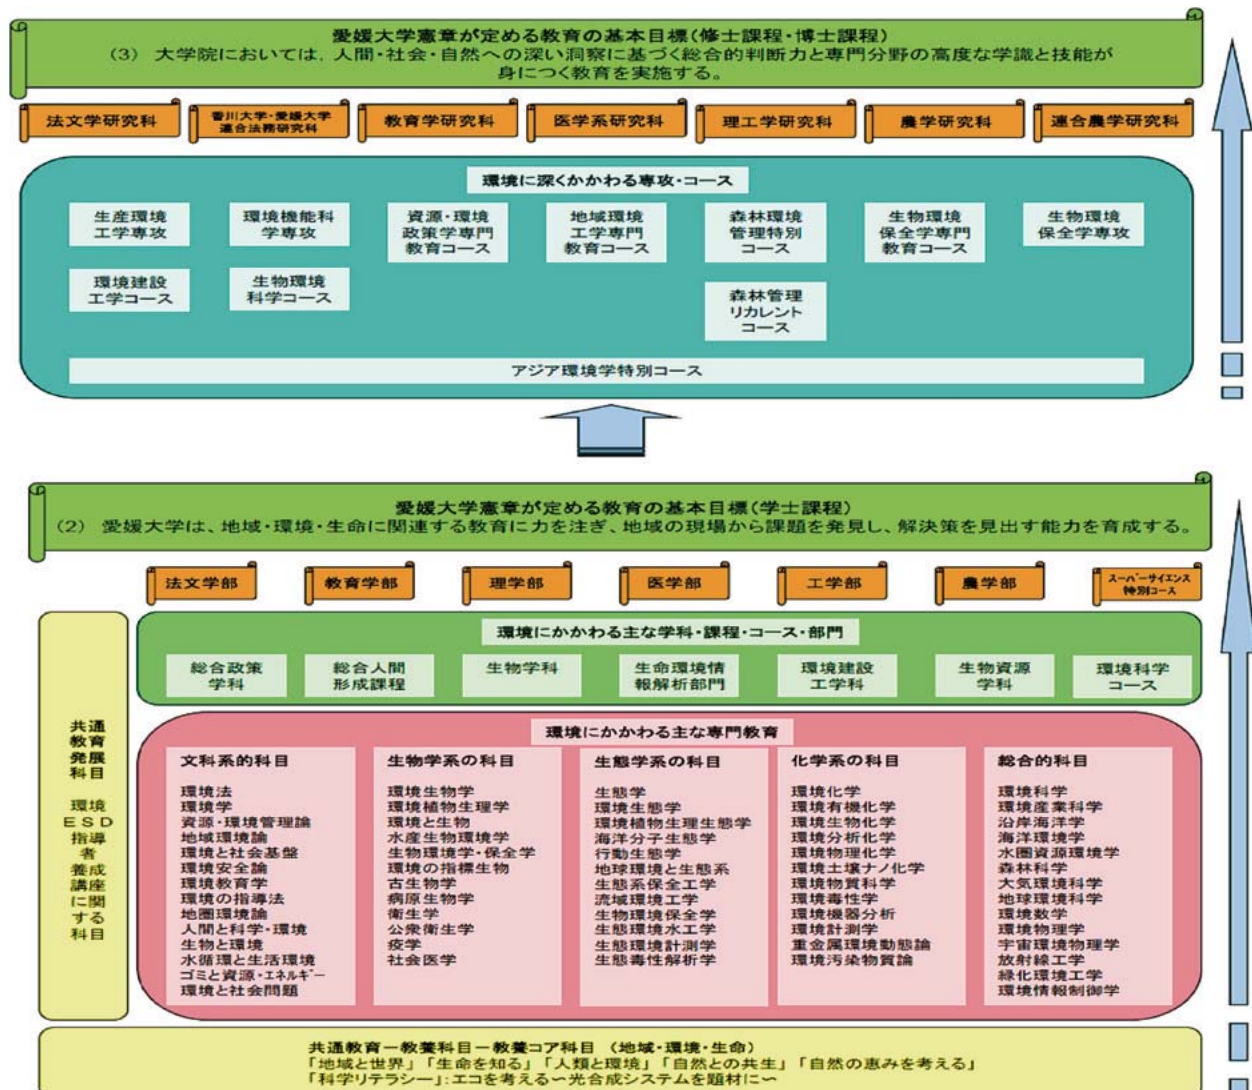 愛媛大学憲章が定める教育の基本目標(修士課程・博士課程)
(3) 大学院においては、人間・社会・自然への深い洞察に基づく総合的判断力と専門分野の高度な学識と技能が
身につく教育を実施する。
法文学研究科
香川大学・愛媛大学
連合法務研究科
教育学研究科
医学系研究科
理工学研究科
農学研究科
連合農学研究科
環境に深くかかわる専攻・コース
生産環境
工学専攻
環境機能科
学専攻
資源・環境
政策学専門
教育コース
地域環境
工学専門
教育コース
森林環境
管理特別
コース
生物環境
保全学専門
教育コース
生物環境
保全学専攻
環境建設
工学コース
生物環境
科学コース
森林管理
リカレント
コース
アジア環境学特別コース
愛媛大学憲章が定める教育の基本目標(学士課程)
(2) 愛媛大学は、地域・環境・生命に関連する教育に力を注ぎ、地域の現場から課題を発見し、解決策を見出す能力を育成する。
法文学部
教育学部
理学部
医学部
工学部
農学部
スーパーサイエンス
特別コース
共通
教育
発展
科目
環境
ESD
指導
者
養成
講座
に関
する
科目
環境にかかわる主な学科・課程・コース・部門
総合政策
学科
総合人間
形成課程
生物学科
生命環境情
報解析部門
環境建設
工学科
生物資源
学科
環境科学
コース
環境にかかわる主な専門教育
文科系的科目
環境法
環境学
資源・環境管理論
地域環境論
環境と社会基盤
環境安全論
環境教育学
環境の指導法
地圏環境論
人間と科学・環境
生物と環境
水循環と生活環境
ゴミと資源・エネルギー
環境と社会問題
生物学系の科目
環境生物学
環境植物生理学
環境と生物
水産生物環境学
生物環境学・保全学
環境の指標生物
古生物学
病原生物学
衛生学
公衆衛生学
疫学
社会医学
生態学系の科目
生態学
環境生態学
環境植物生理生態学
海洋分子生態学
行動生態学
地球環境と生態系
生態系保全工学
流域環境工学
生物環境保全学
生態環境水工学
生態環境計測学
生態毒性解析学
化学系の科目
環境化学
環境有機化学
環境生物化学
環境分析化学
環境物理化学
環境土壌ナノ化学
環境物質科学
環境毒性学
環境機器分析
環境計測学
重金属環境動態論
環境汚染物質論
総合的科目
環境科学
環境産業科学
沿岸海洋学
海洋環境学
水圏資源環境学
森林科学
大気環境科学
地球環境科学
環境数学
環境物理学
宇宙環境物理学
放射線工学
緑化環境工学
環境情報制御学
共通教育ー教養科目ー教養コア科目 (地域・環境・生命)
「地域と世界」「生命を知る」「人類と環境」「自然との共生」「自然の恵みを考える」
「科学リテラシー」:エコを考える～光合成システムを題材に～